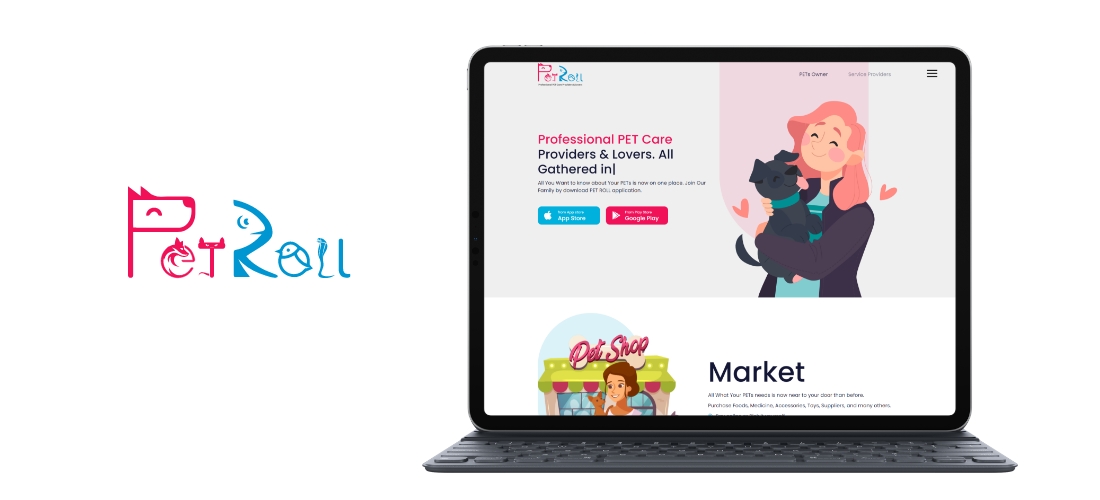 PetRoll
PetRoll
PETs Owner
Service Providers
Professional PET Care
Providers & Lovers. All
Gathered in|
All You Want to know about Your PETs is now on one place. Join Our
Family by download PET ROLL application.
From App Store
App Store
From Play Store
Google Play
Pet Shop
Market
All What Your PETs needs is now near to your door than before.
Purchase Foods, Medicine, Accessories, Toys, Suppliers, and many others.